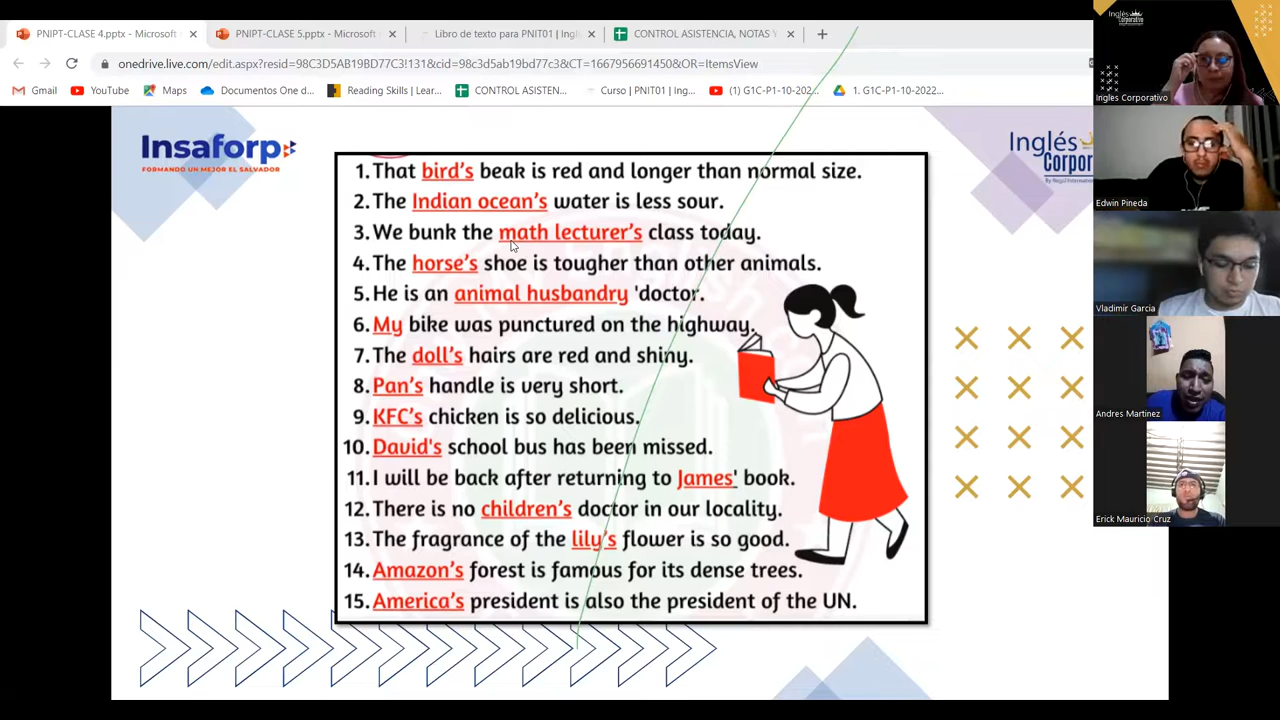 PNIPT-CLASE 4.pptx - Microsoft
PNIPT-CLASE 5.pptx - Microsoft
Libro de texto para PNIT01 | Ingl
CONTROL ASISTENCIA, NOTAS Y
onedrive.live.com/edit.aspx?resid=98C3D5AB19BD77C3!131&cid=98c3d5ab19bd77c3&CT=1667956691450&OR=ItemsView
Gmail
YouTube
Maps
Documentos One d...
Reading Skills | Lear...
CONTROL ASISTEN...
Curso | PNIT01 | Ing...
(1) G1C-P1-10-202...
1. G1C-P1-10-2022...
Insaforp
FORMANDO UN MEJOR EL SALVADOR
Inglés
Corpo
1. That bird's beak is red and longer than normal size.
2. The Indian ocean's water is less sour.
3. We bunk the math lecturer's class today.
4. The horse's shoe is tougher than other animals.
5. He is an animal husbandry 'doctor.
6. My bike was punctured on the highway.
7. The doll's hairs are red and shiny.
8. Pan's handle is very short.
9. KFC's chicken is so delicious.
10. David's school bus has been missed.
11. I will be back after returning to James' book.
12. There is no children's doctor in our locality.
13. The fragrance of the lily's flower is so good.
14. Amazon's forest is famous for its dense trees.
15. America's president is also the president of the UN.
Inglés
Corporativo
Ingles Corporativo
Edwin Pineda
Vladimir Garcia
Andres Martinez
Erick Mauricio Cruz